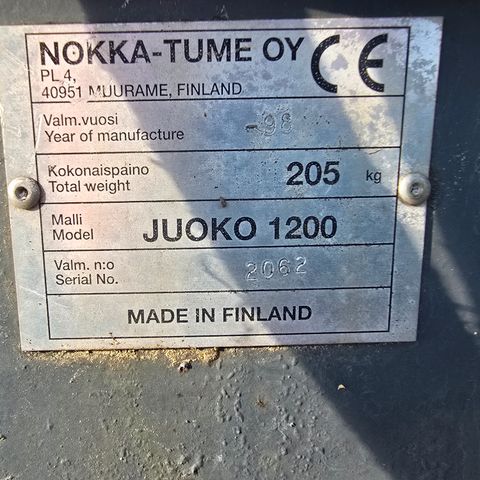 NOKKA-TUME OY CE
PL 4,
40951 MUURAME, FINLAND
Valm.vuosi
Year of manufacture -98
Kokonaispaino
Total weight 205 kg
Malli
Model JUOKO 1200
Valm. n:o
Serial No. 2062
MADE IN FINLAND